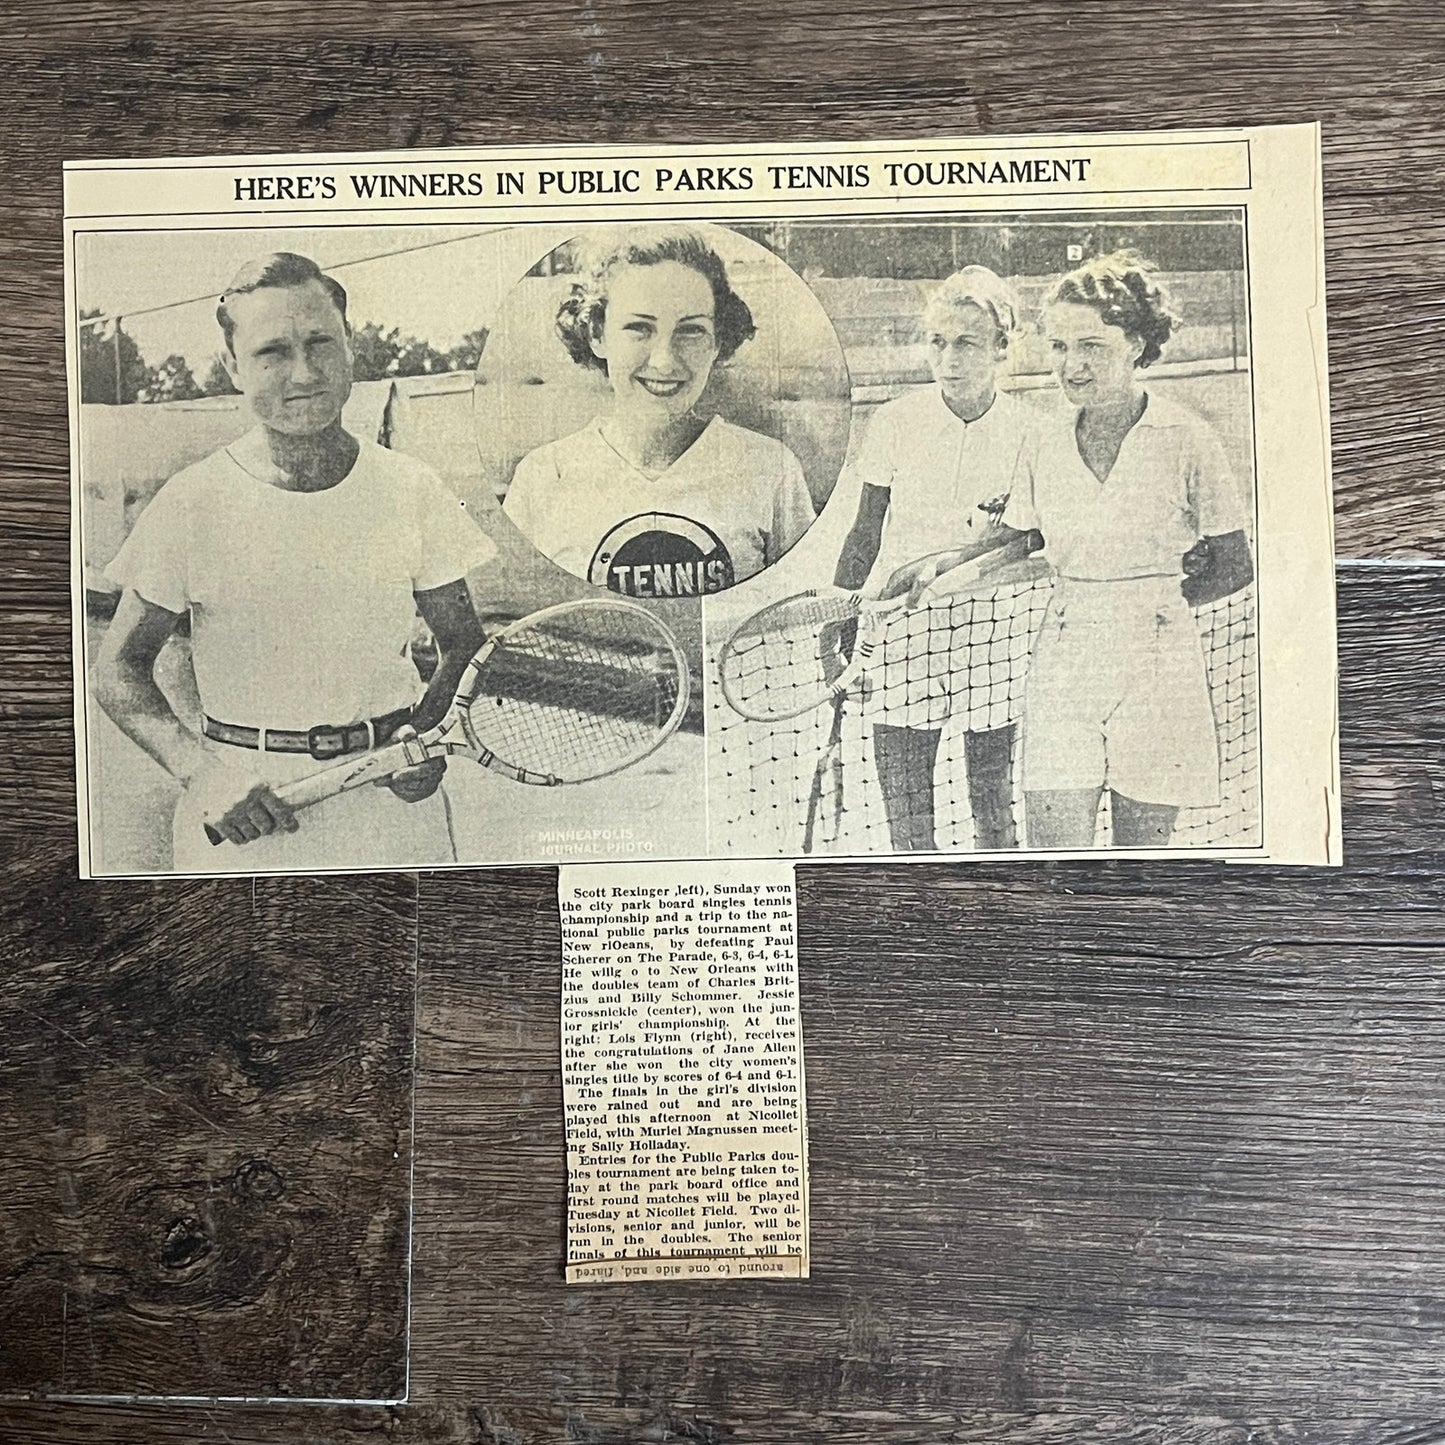 HERE'S WINNERS IN PUBLIC PARKS TENNIS TOURNAMENT
TENNIS
2
MINNEAPOLIS
JOURNAL PHOTO
Scott Rexinger ,left), Sunday won
the city park board singles tennis
championship and a trip to the na-
tional public parks tournament at
New riOeans, by defeating Paul
Scherer on The Parade, 6-3, 6-4, 6-1.
He willg o to New Orleans with
the doubles team of Charles Brit-
zius and Billy Schommer. Jessie
Grossnickle (center), won the jun-
ior girls' championship. At the
right: Lois Flynn (right), receives
the congratulations of Jane Allen
after she won the city women's
singles title by scores of 6-4 and 6-1.
The finals in the girl's division
were rained out and are being
played this afternoon at Nicollet
Field, with Muriel Magnussen meet-
ing Sally Holladay.
Entries for the Public Parks dou-
bles tournament are being taken to-
day at the park board office and
first round matches will be played
Tuesday at Nicollet Field. Two di-
visions, senior and junior, will be
run in the doubles. The senior
finals of this tournament will be
around to one side and, flared